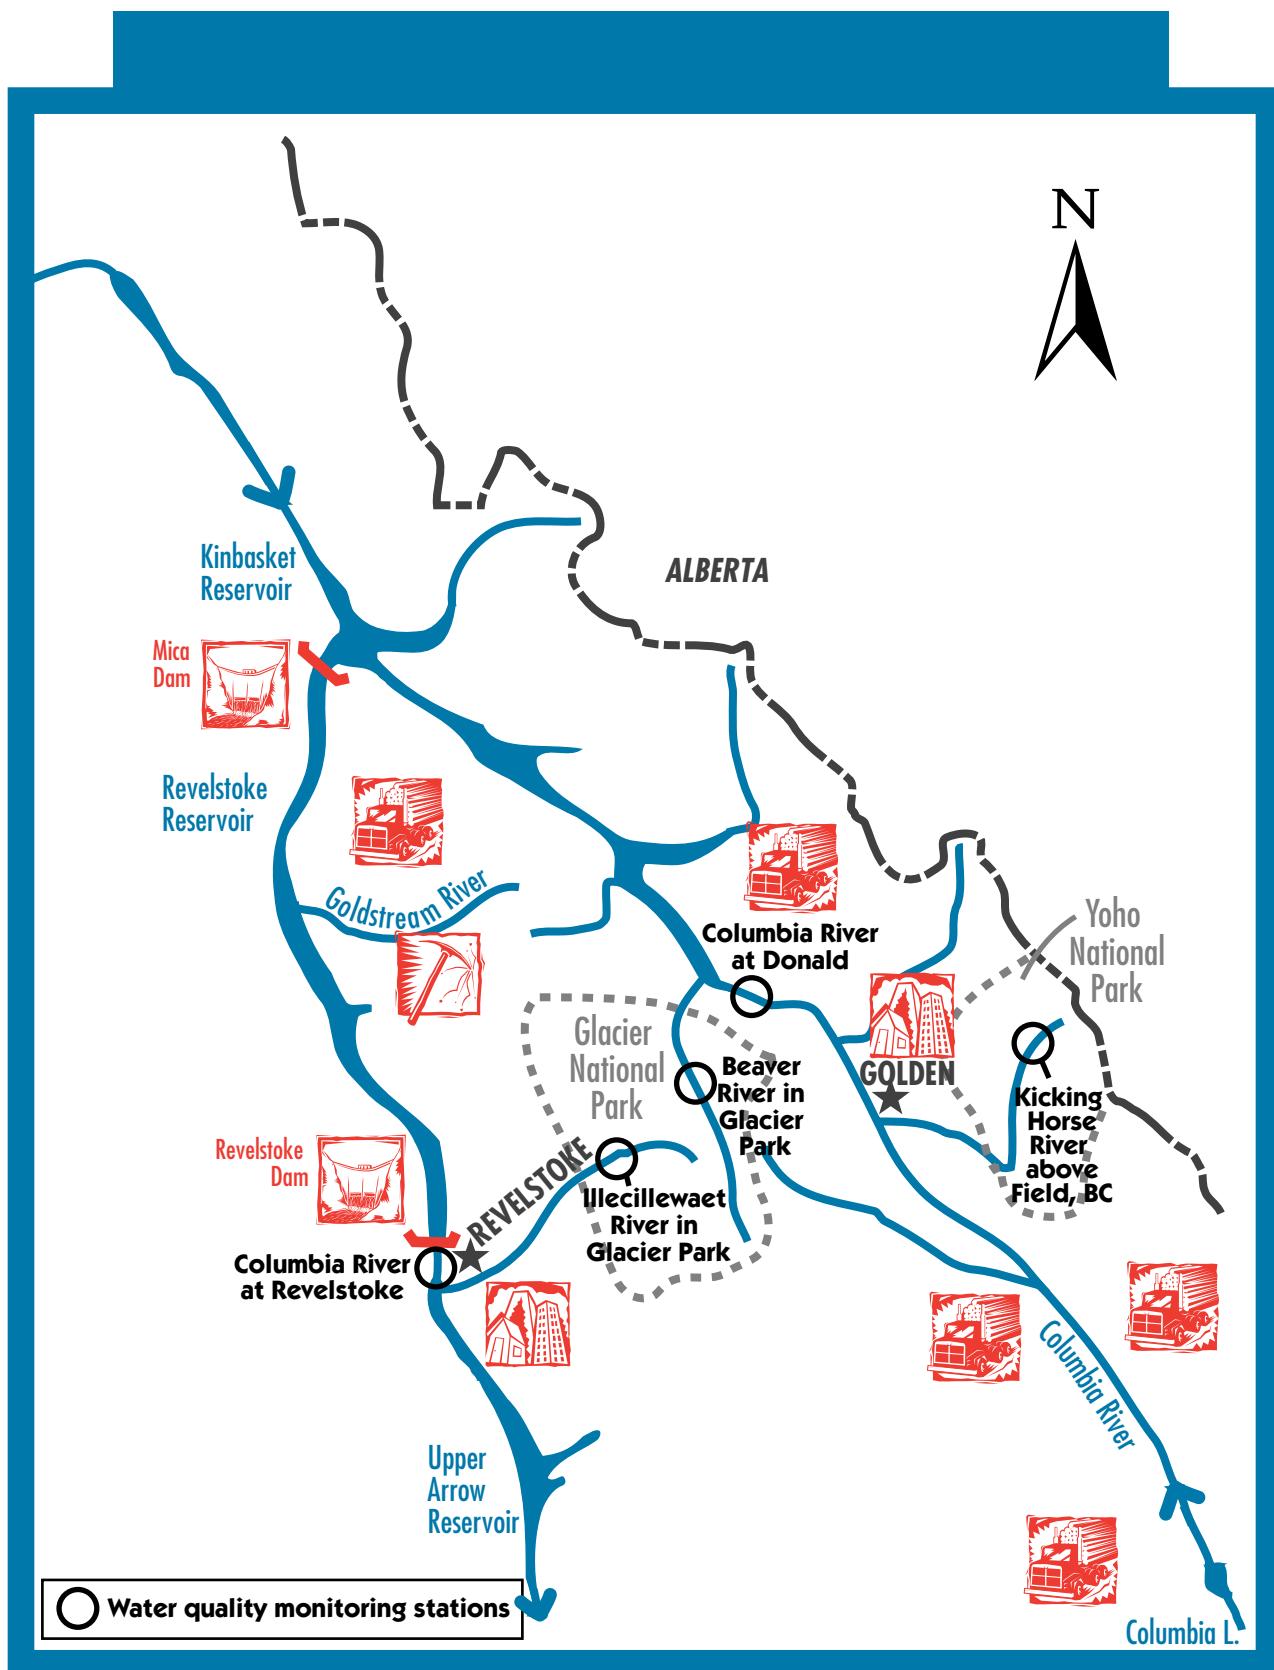 N
Kinbasket
Reservoir
ALBERTA
Mica
Dam
Revelstoke
Reservoir
Goldstream River
Columbia River
at Donald
Yoho
National
Park
Glacier
National
Park
Beaver
River in
Glacier
Park
GOLDEN
Kicking
Horse
River
above
Field, BC
Revelstoke
Dam
REVELSTOKE
Illecillewaet
River in
Glacier Park
Columbia River
at Revelstoke
Columbia River
Upper
Arrow
Reservoir
Water quality monitoring stations
Columbia L.